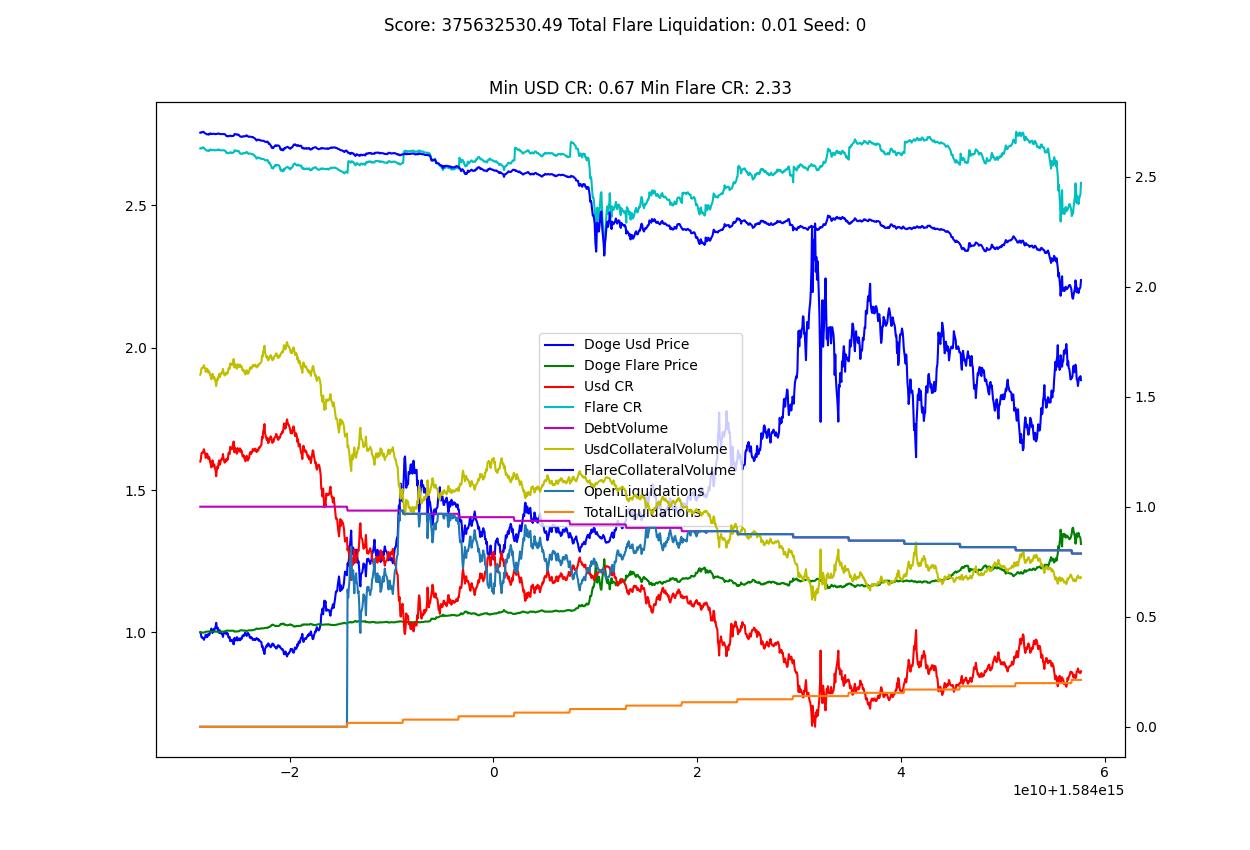 Score: 375632530.49 Total Flare Liquidation: 0.01 Seed: 0
Min USD CR: 0.67 Min Flare CR: 2.33
2.5
2.0
1.5
1.0
2.5
2.0
1.5
1.0
0.5
0.0
Doge Usd Price
Doge Flare Price
Usd CR
Flare CR
DebtVolume
UsdCollateralVolume
FlareCollateralVolume
OpenLiquidations
TotalLiquidations
−2 0 2 4 6
1e10+1.584e15